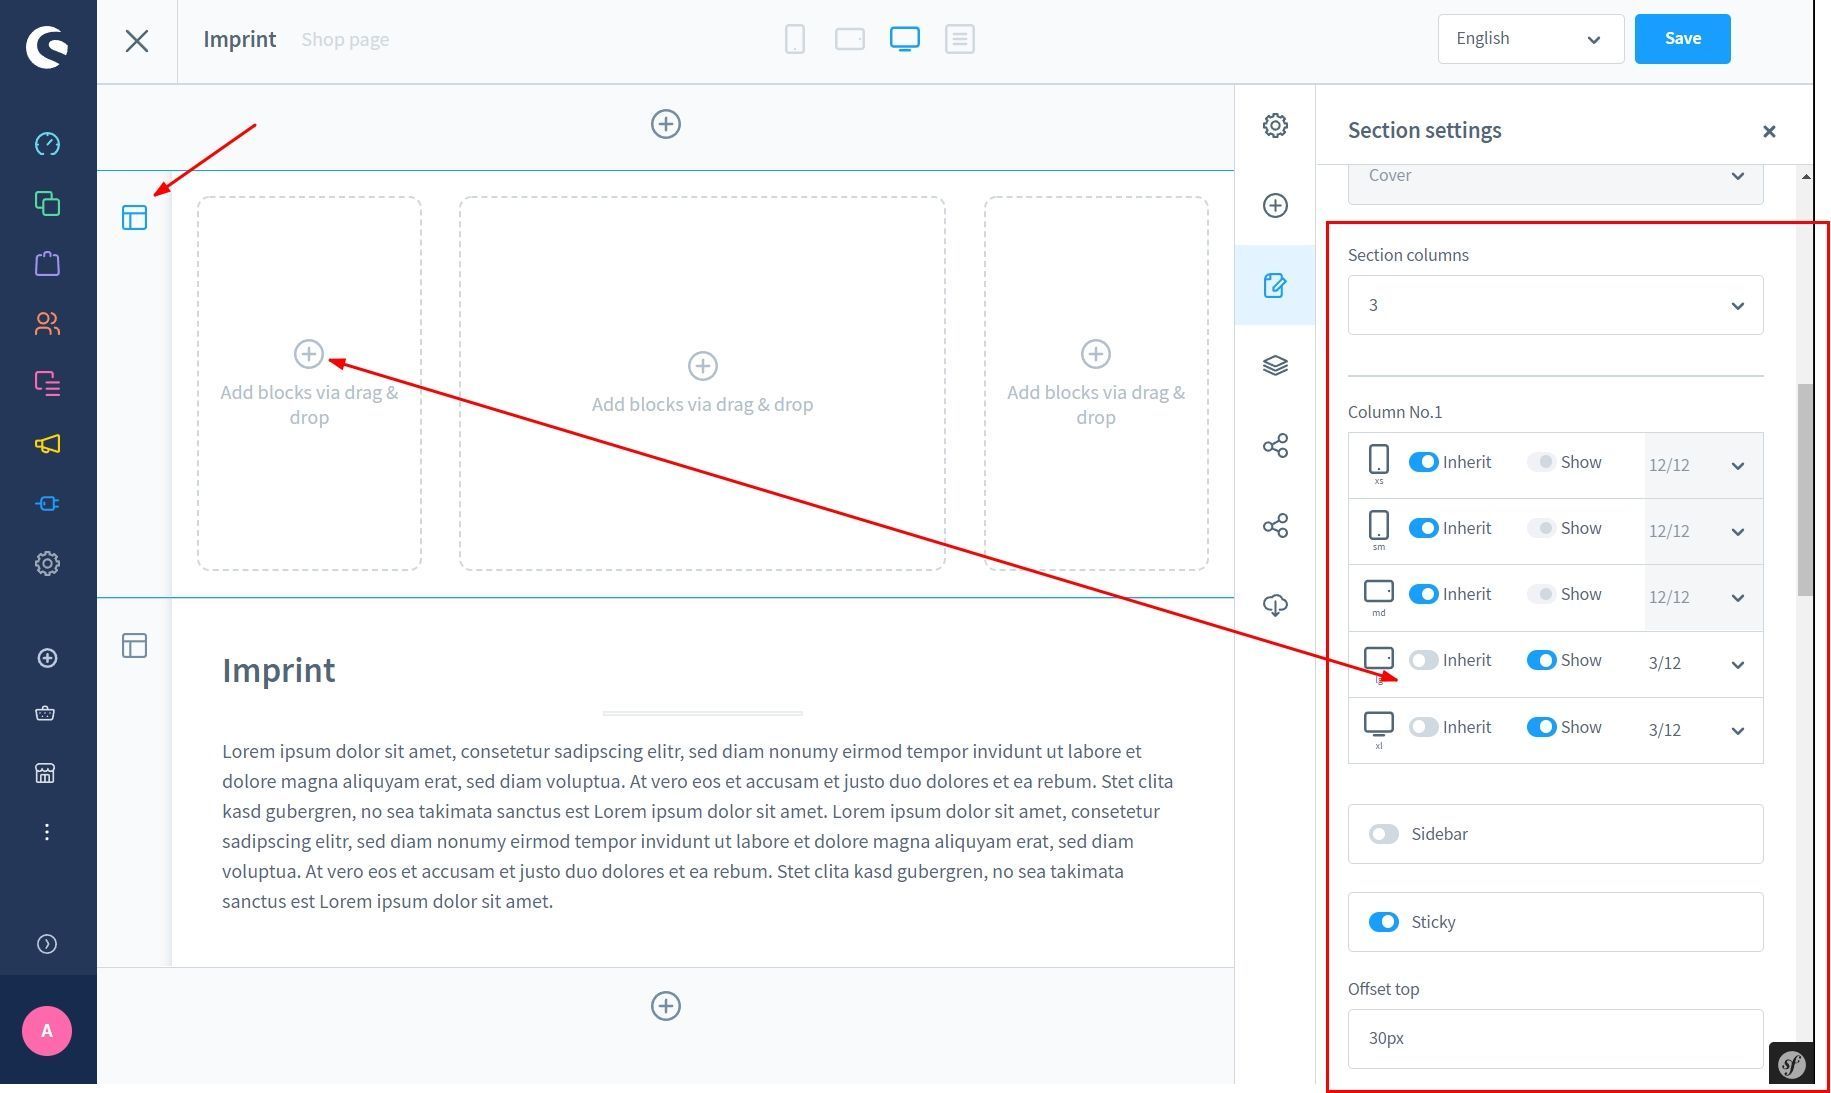 Imprint Shop page
English
Save
Section settings
Cover
Section columns
3
Add blocks via drag &
drop
Add blocks via drag & drop
Add blocks via drag &
drop
Column No.1
xs Inherit Show 12/12
sm Inherit Show 12/12
md Inherit Show 12/12
lg Inherit Show 3/12
xl Inherit Show 3/12
Sidebar
Sticky
Offset top
30px
Imprint
Lorem ipsum dolor sit amet, consetetur sadipscing elitr, sed diam nonumy eirmod tempor invidunt ut labore et
dolore magna aliquyam erat, sed diam voluptua. At vero eos et accusam et justo duo dolores et ea rebum. Stet clita
kasd gubergren, no sea takimata sanctus est Lorem ipsum dolor sit amet. Lorem ipsum dolor sit amet, consetetur
sadipscing elitr, sed diam nonumy eirmod tempor invidunt ut labore et dolore magna aliquyam erat, sed diam
voluptua. At vero eos et accusam et justo duo dolores et ea rebum. Stet clita kasd gubergren, no sea takimata
sanctus est Lorem ipsum dolor sit amet.
A
sf